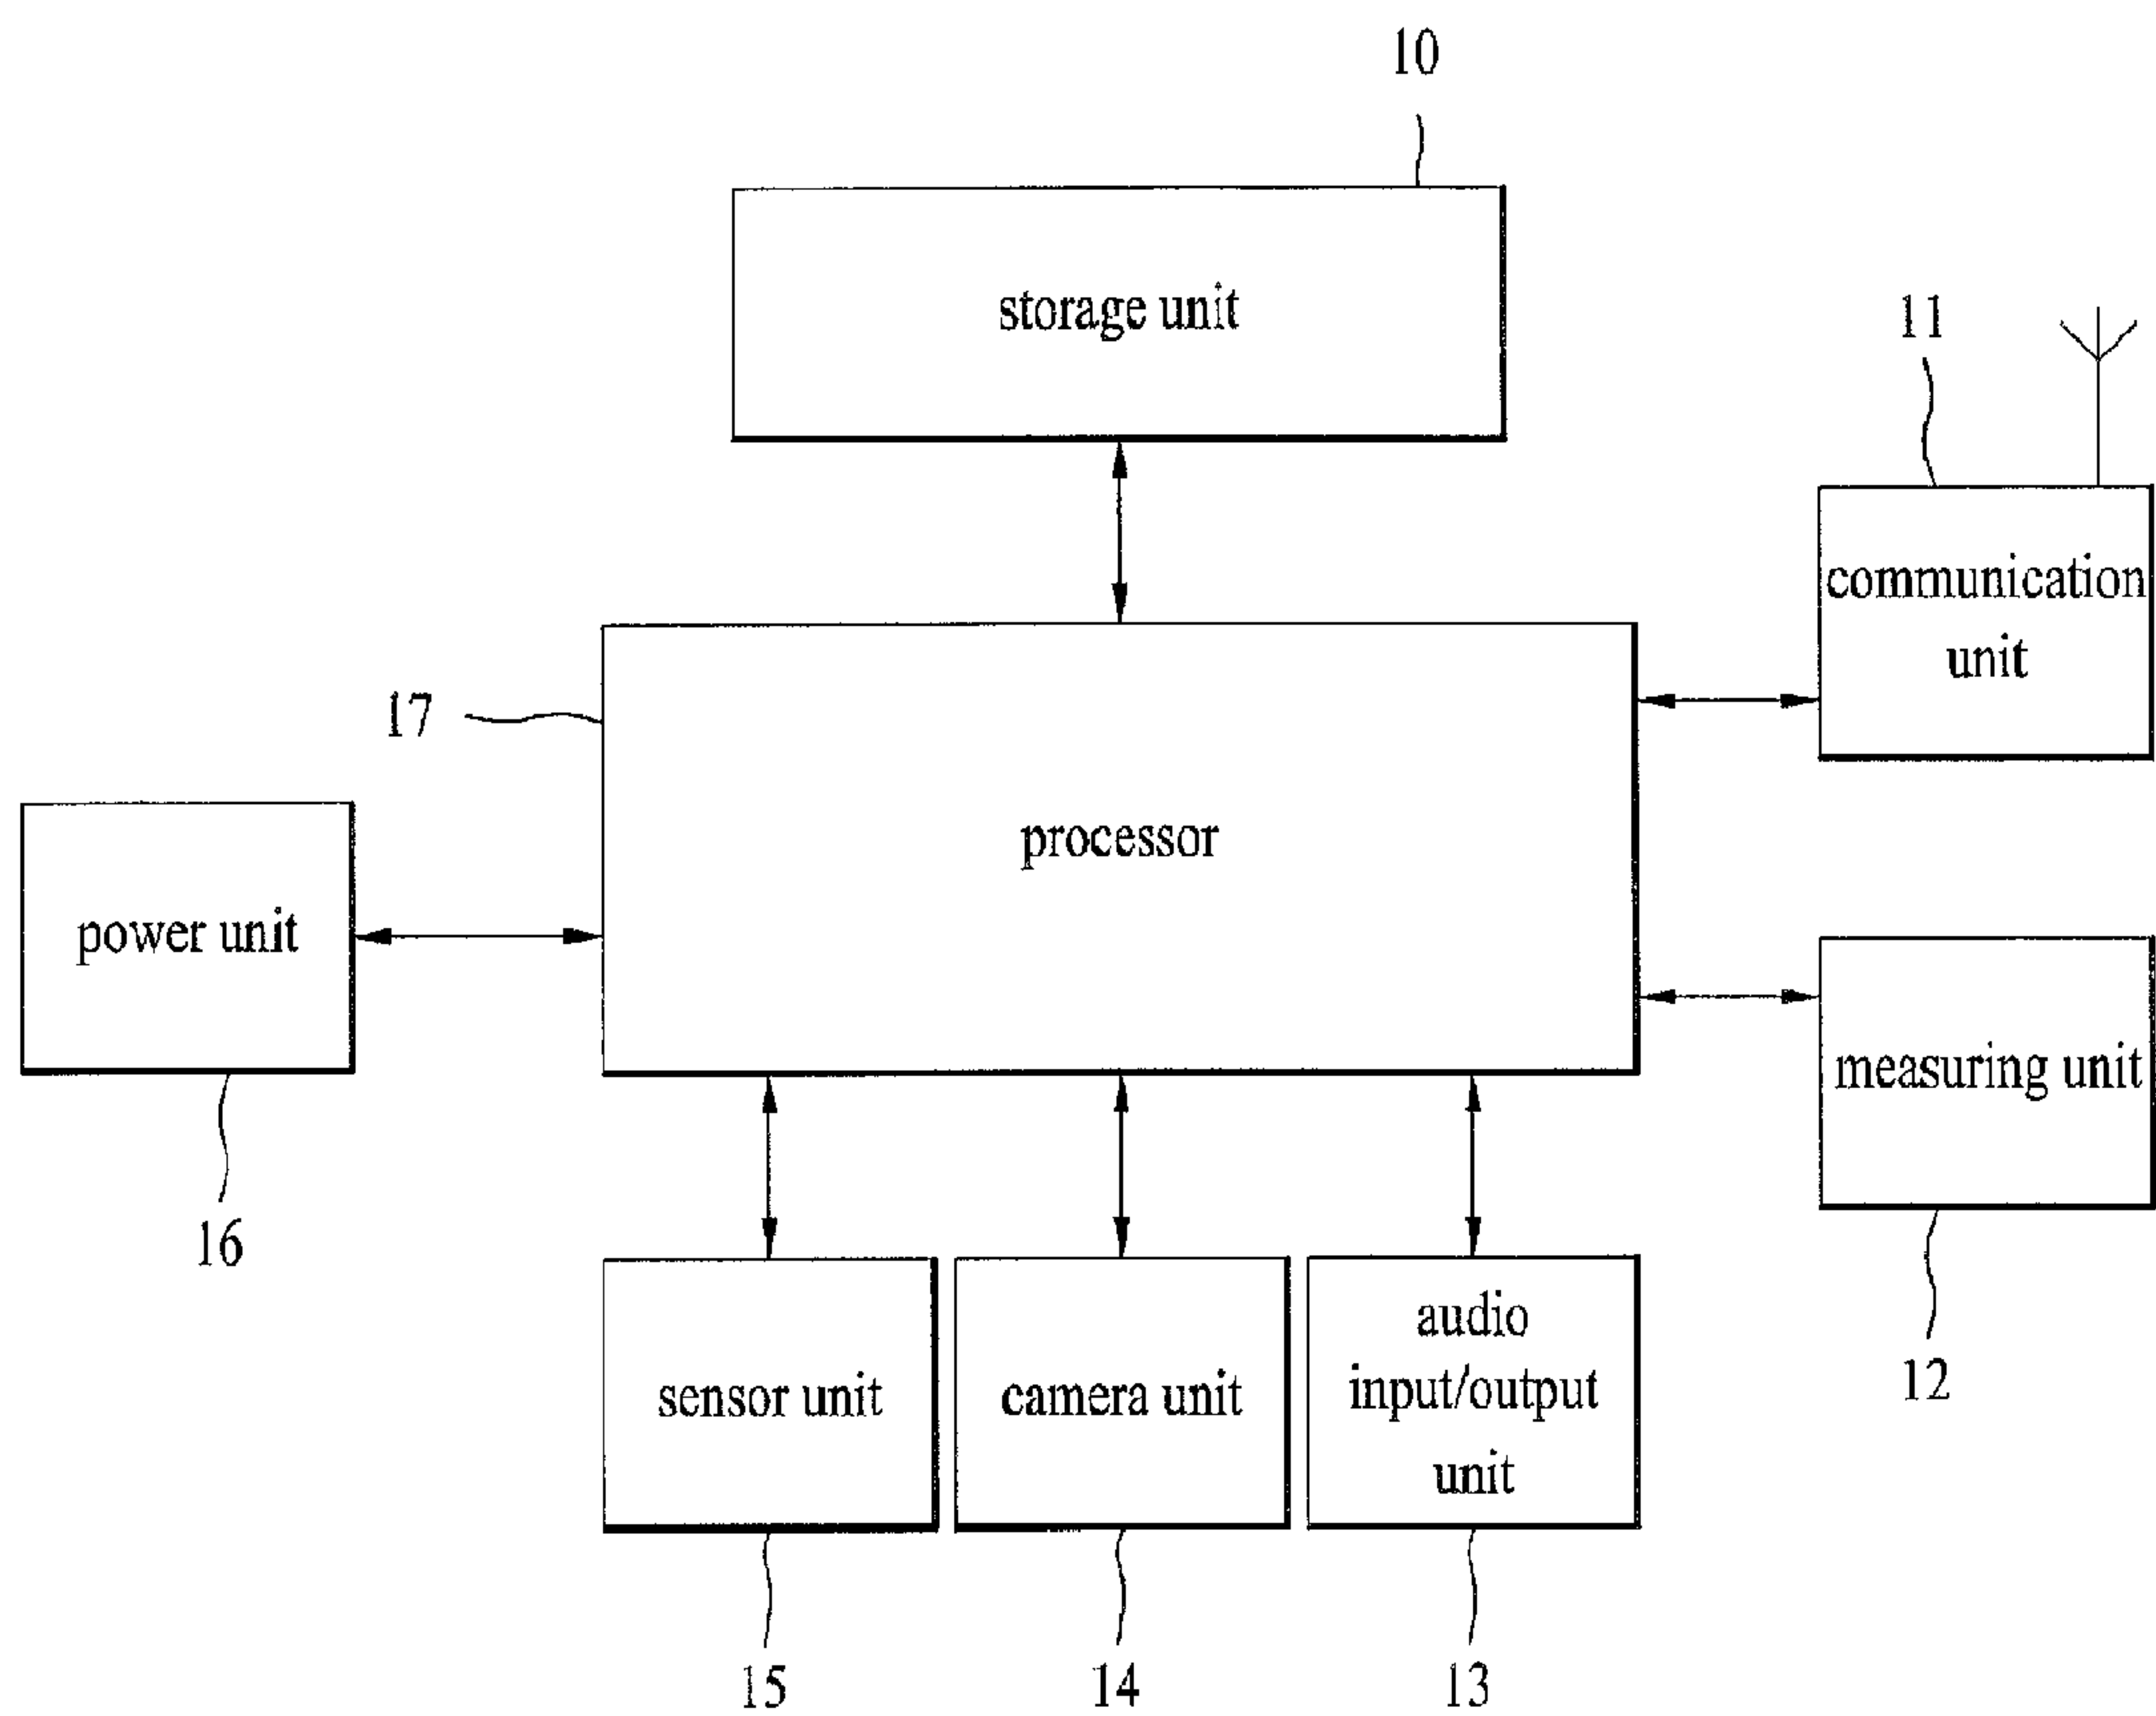 10
storage unit
11
communication
unit
17
processor
power unit
measuring unit
16
sensor unit
camera unit
audio
input/output
unit
12
15
14
13